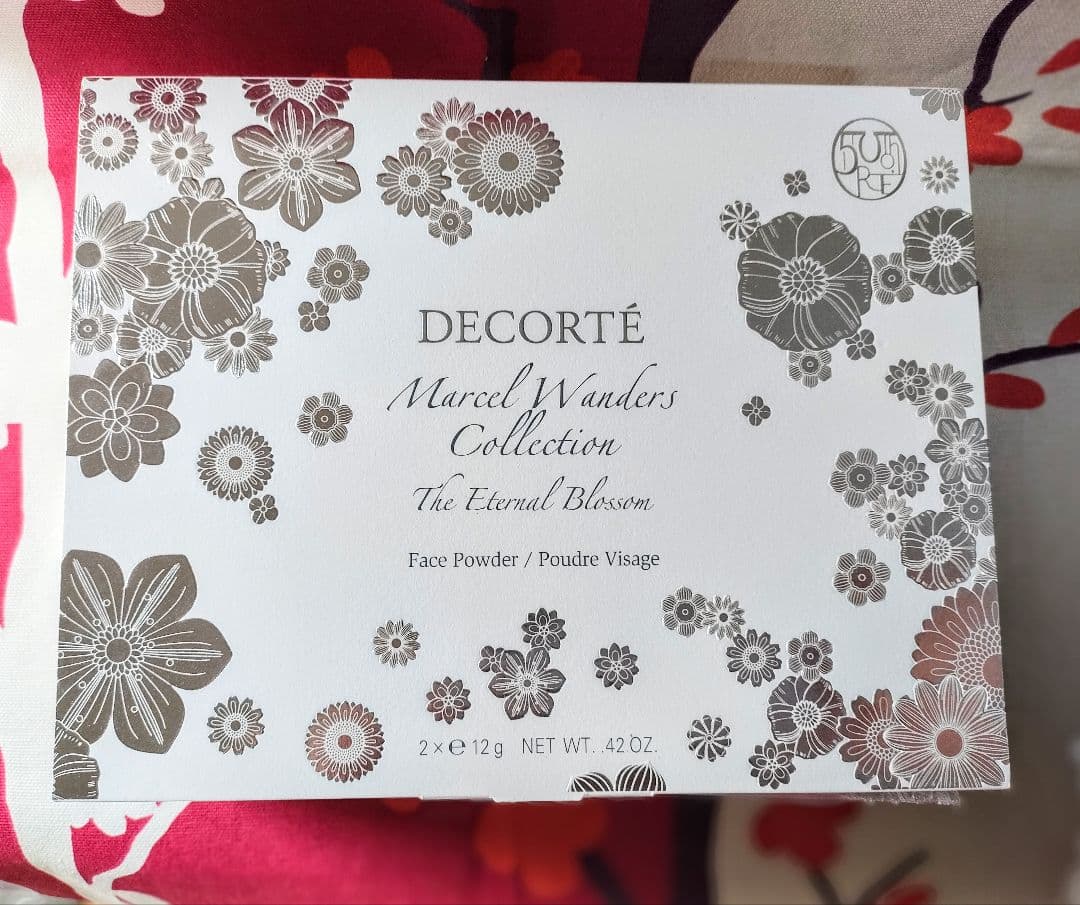 DECORTÉ
Marcel Wanders
Collection
The Eternal Blossom
Face Powder / Poudre Visage
2 × ℮ 12 g NET WT. .42 OZ.